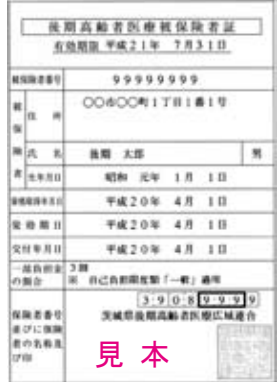 後期高齢者医療被保険者証
有効期限 平成21年 7月31日
被保険者番号 99999999
被保険者
住所 〇〇市〇〇町1丁目1番1号
氏名 後期 太郎 男
生年月日 昭和 元年 1月 1日
資格取得年月日 平成20年 4月 1日
発効期日 平成20年 4月 1日
交付年月日 平成20年 4月 1日
一部負担金の割合 3割
※ 自己負担限度額「一般」適用
保険者番号並びに保険者の名称及び印
39089999
茨城県後期高齢者医療広域連合
見本